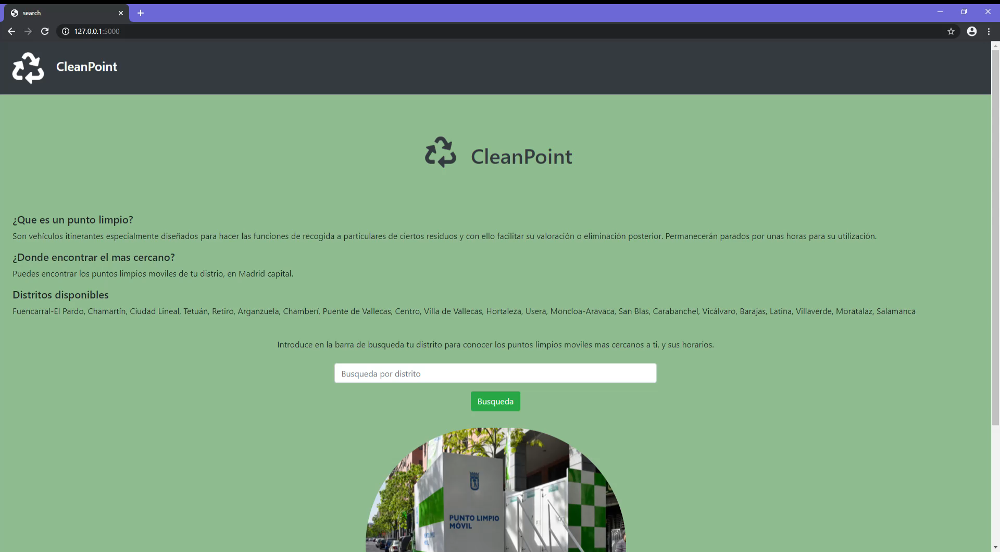 search
127.0.0.1:5000
CleanPoint
CleanPoint
¿Que es un punto limpio?
Son vehículos itinerantes especialmente diseñados para hacer las funciones de recogida a particulares de ciertos residuos y con ello facilitar su valoración o eliminación posterior. Permanecerán parados por unas horas para su utilización.
¿Donde encontrar el mas cercano?
Puedes encontrar los puntos limpios moviles de tu distrio, en Madrid capital.
Distritos disponibles
Fuencarral-El Pardo, Chamartín, Ciudad Lineal, Tetuán, Retiro, Arganzuela, Chamberí, Puente de Vallecas, Centro, Villa de Vallecas, Hortaleza, Usera, Moncloa-Aravaca, San Blas, Carabanchel, Vicálvaro, Barajas, Latina, Villaverde, Moratalaz, Salamanca
Introduce en la barra de busqueda tu distrito para conocer los puntos limpios moviles mas cercanos a ti, y sus horarios.
Busqueda por distrito
Busqueda
PUNTO LIMPIO
MÓVIL